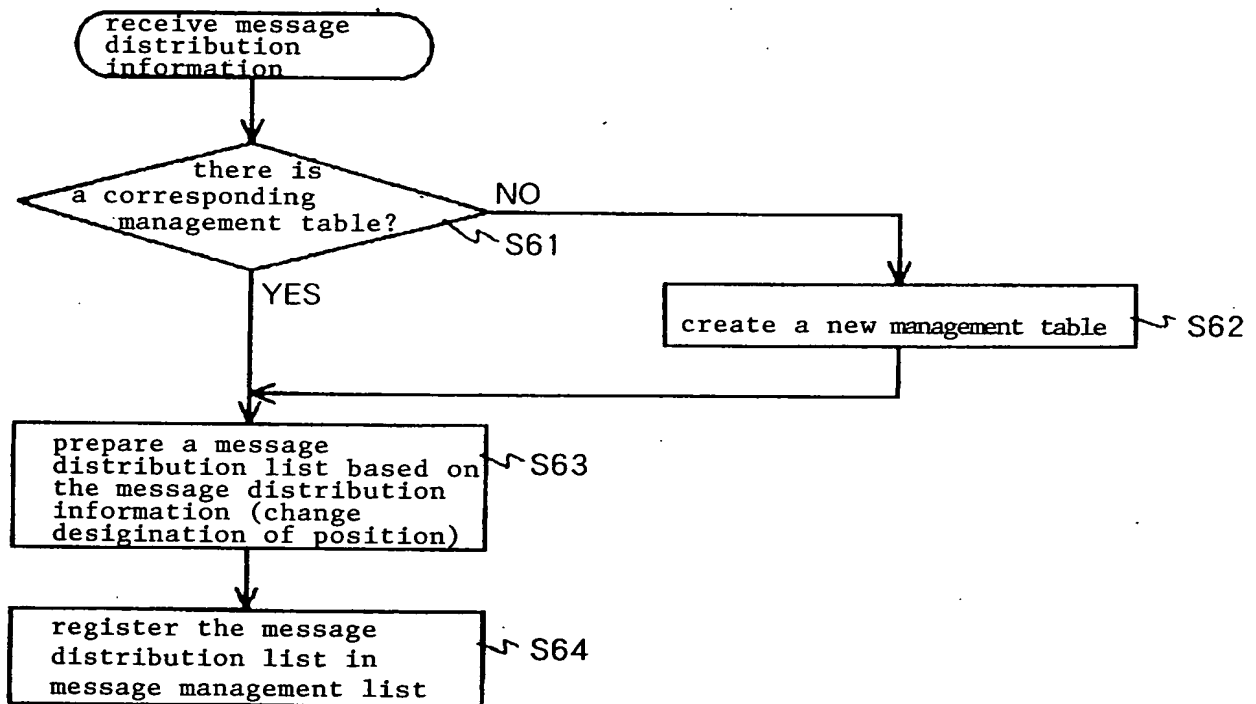 receive message
distribution
information
there is
a corresponding
management table?
NO
S61
YES
create a new management table
S62
prepare a message
distribution list based on
the message distribution
information (change
desigination of position)
S63
register the message
distribution list in
message management list
S64